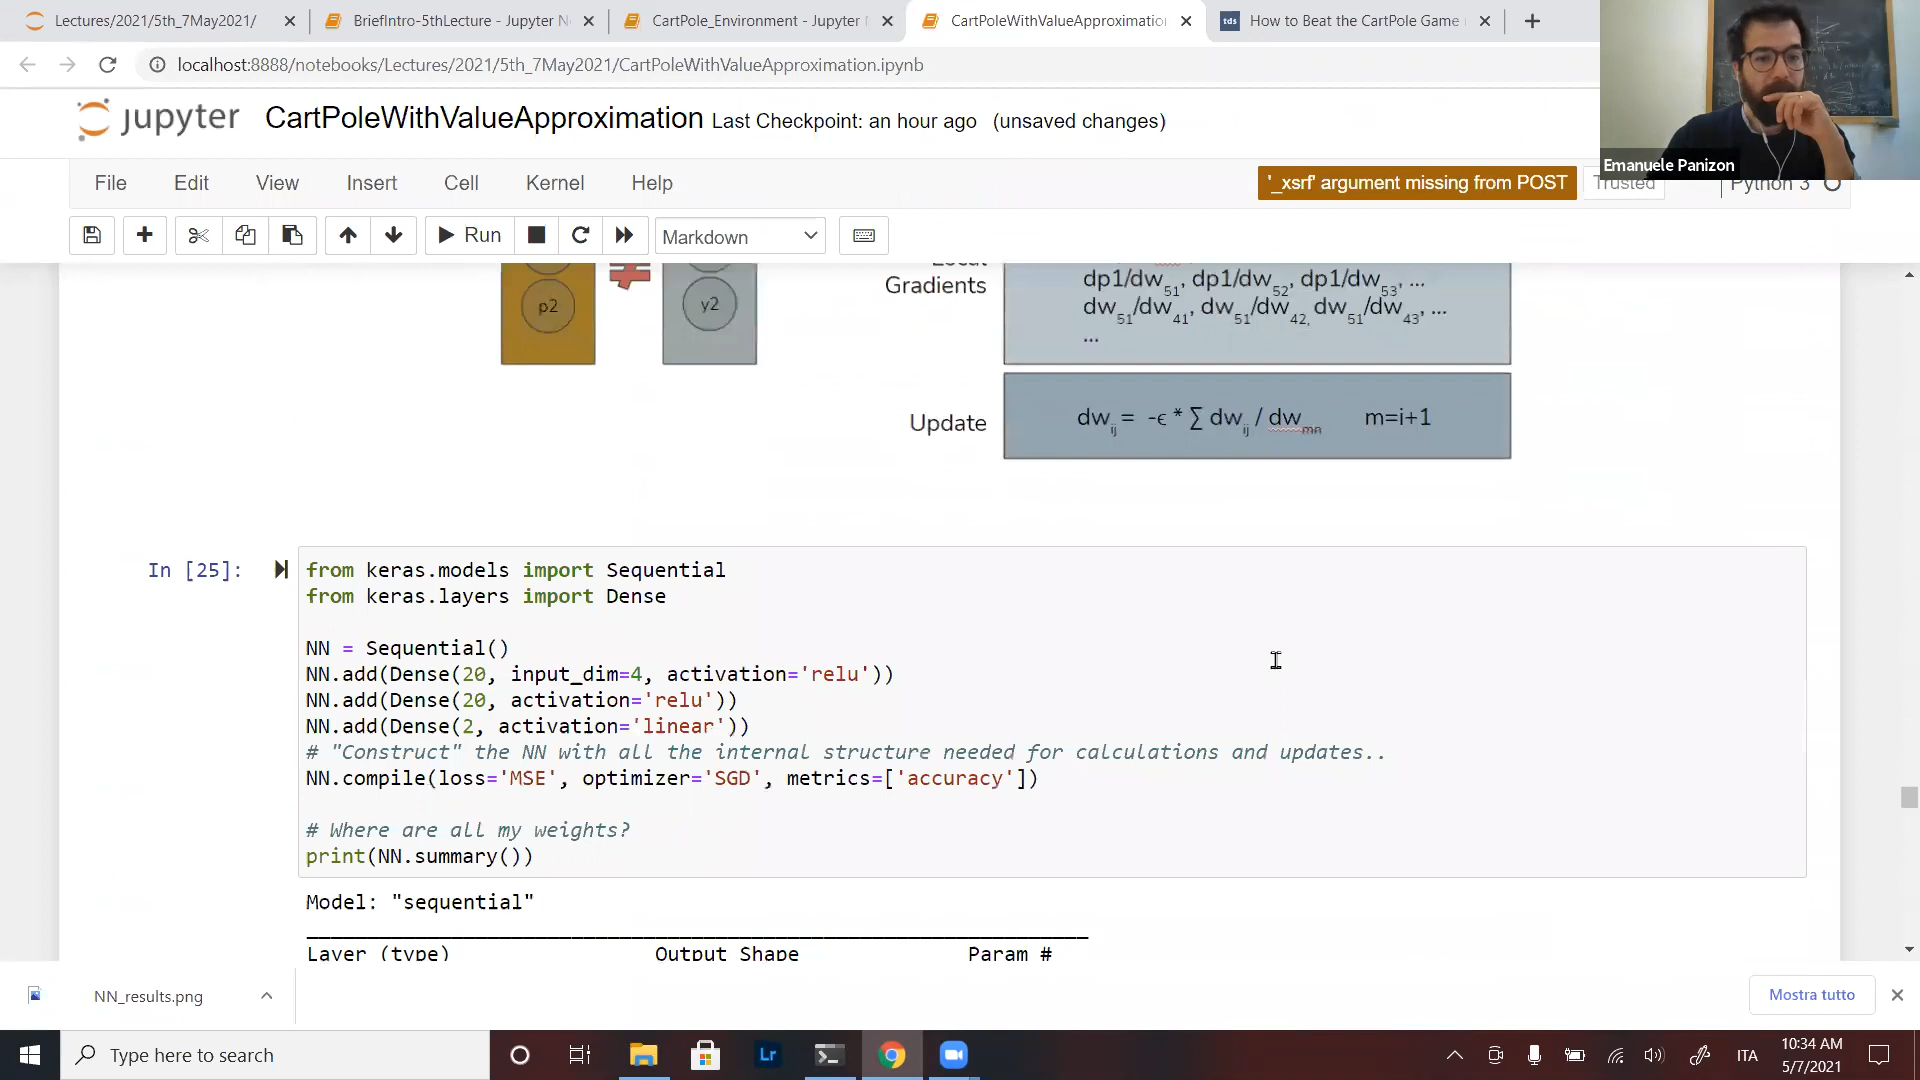 Lectures/2021/5th_7May2021/
BriefIntro-5thLecture - Jupyter N
CartPole_Environment - Jupyter
CartPoleWithValueApproximatio
tds How to Beat the CartPole Game
localhost:8888/notebooks/Lectures/2021/5th_7May2021/CartPoleWithValueApproximation.ipynb
jupyter CartPoleWithValueApproximation Last Checkpoint: an hour ago (unsaved changes)
Emanuele Panizon
File Edit View Insert Cell Kernel Help
'_xsrf' argument missing from POST
Trusted
Python 3
Run
Markdown
p2
y2
Local
Gradients
dp1/dw51, dp1/dw52, dp1/dw53, ...
dw51/dw41, dw51/dw42, dw51/dw43, ...
...
Update
dwij = -ϵ * ∑ dwij / dwmn m=i+1
In [25]:
from keras.models import Sequential
from keras.layers import Dense
NN = Sequential()
NN.add(Dense(20, input_dim=4, activation='relu'))
NN.add(Dense(20, activation='relu'))
NN.add(Dense(2, activation='linear'))
# "Construct" the NN with all the internal structure needed for calculations and updates..
NN.compile(loss='MSE', optimizer='SGD', metrics=['accuracy'])
# Where are all my weights?
print(NN.summary())
Model: "sequential"
Layer (type) Output Shape Param #
NN_results.png
Mostra tutto
Type here to search
Lr
ITA
10:34 AM
5/7/2021